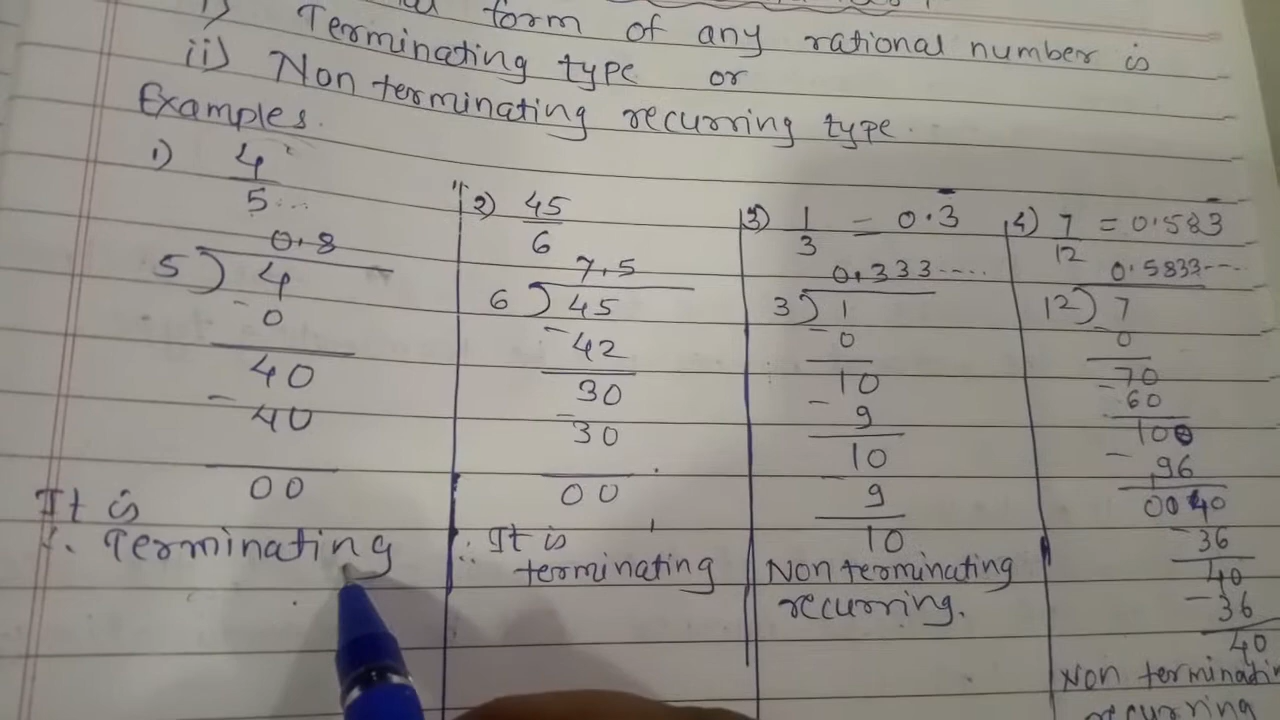 form of any rational number is
i) Terminating type or
ii) Non terminating recurring type.
Examples.
1) 4
5
0.8
5) 4
- 0
40
- 40
00
It is
∴ Terminating
2) 45
6
7.5
6) 45
- 42
30
- 30
00
∴ It is
terminating
3) 1 = 0.3̄
3
0.333....
3) 1
- 0
10
- 9
10
- 9
10
Non terminating
recurring.
4) 7 = 0.583̄
12
0.5833....
12) 7
0
- 70
60
100
- 96
0040
- 36
40
- 36
40
Non terminatin
recurring